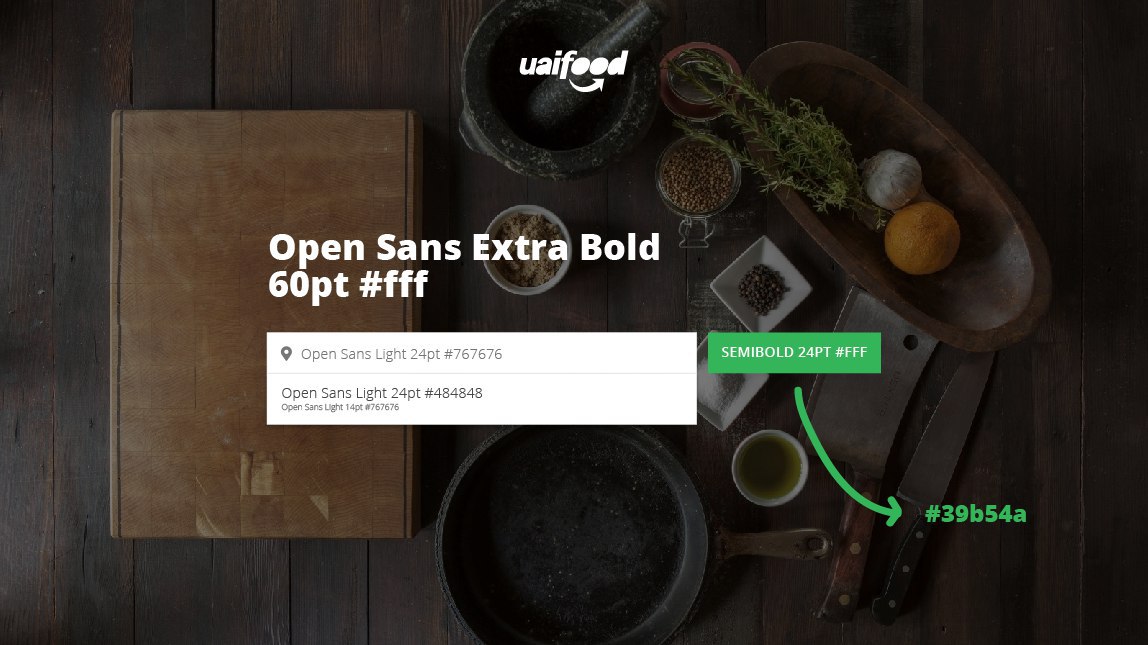 uaifood
Open Sans Extra Bold
60pt #fff
Open Sans Light 24pt #767676
SEMIBOLD 24PT #FFF
Open Sans Light 24pt #484848
Open Sans Light 14pt #767676
#39b54a